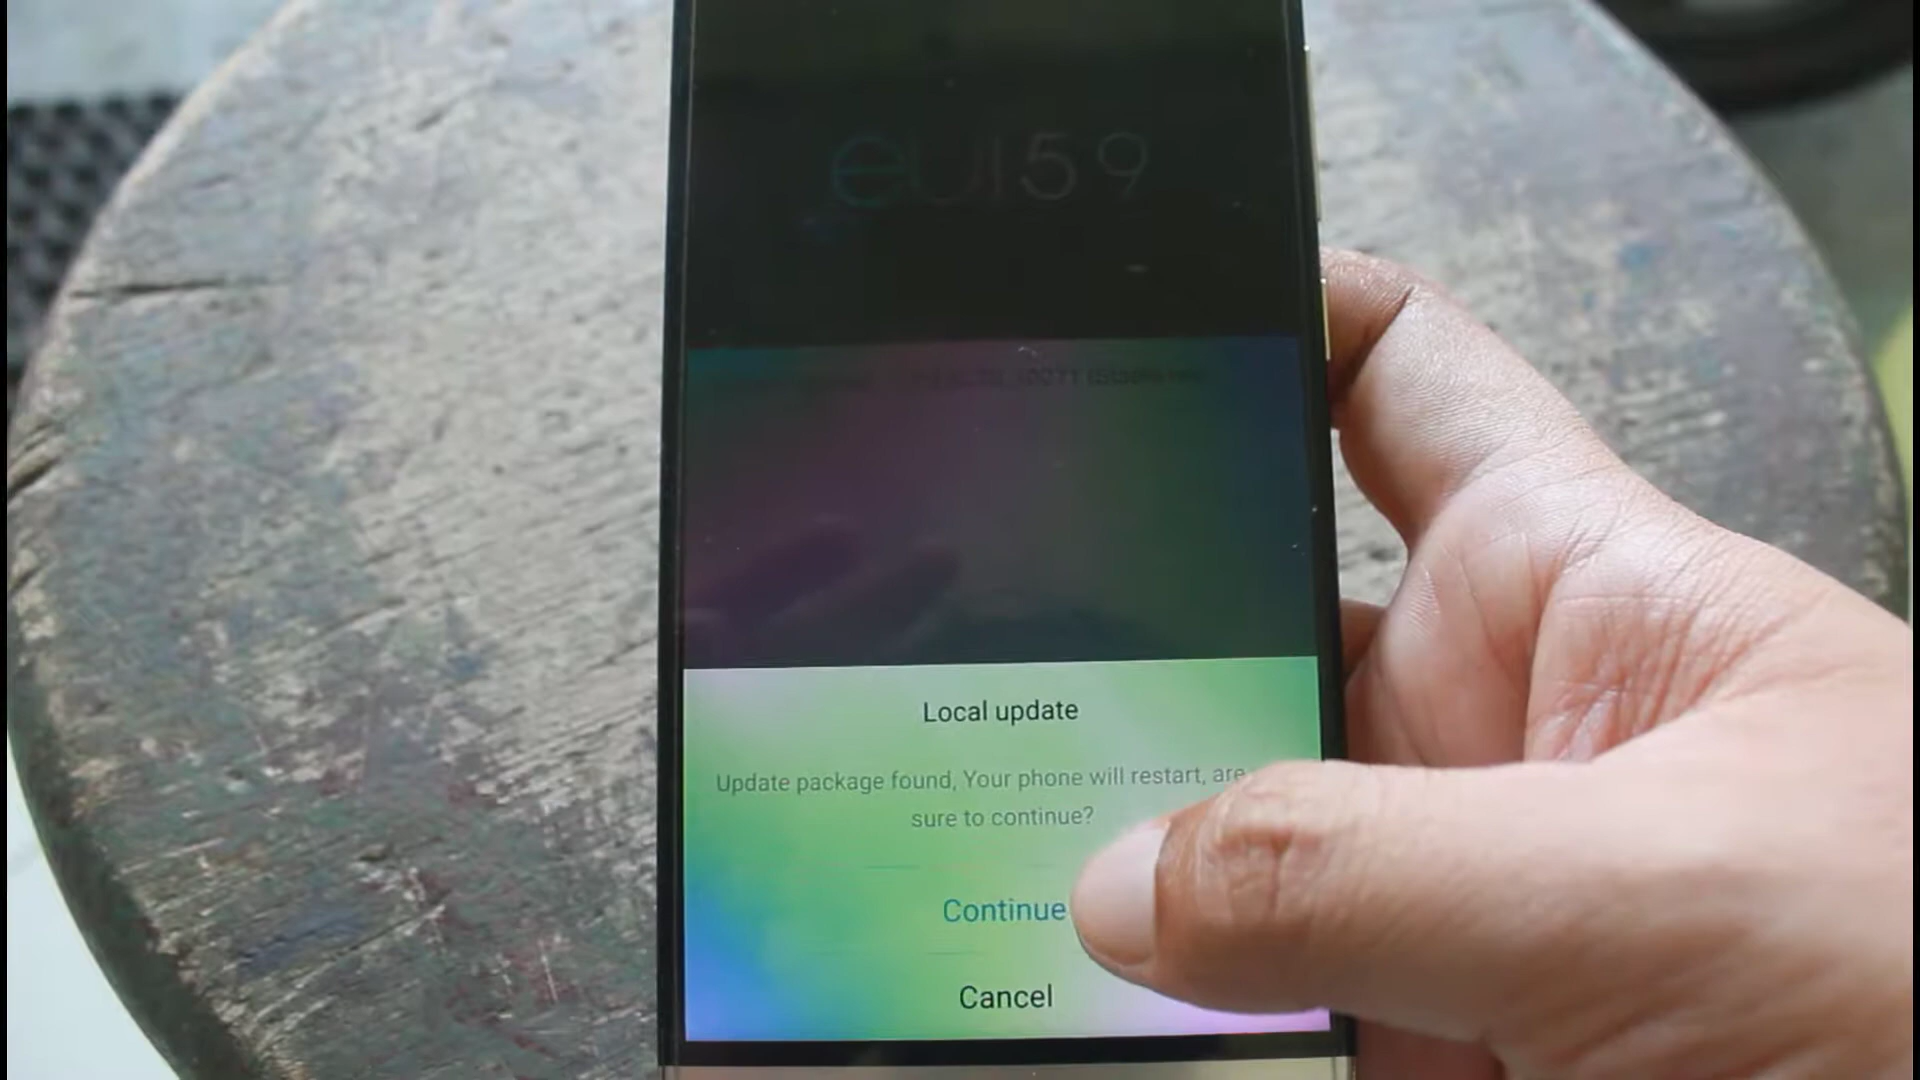 eUI 5 9
Local update
Update package found, Your phone will restart, are
sure to continue?
Continue
Cancel